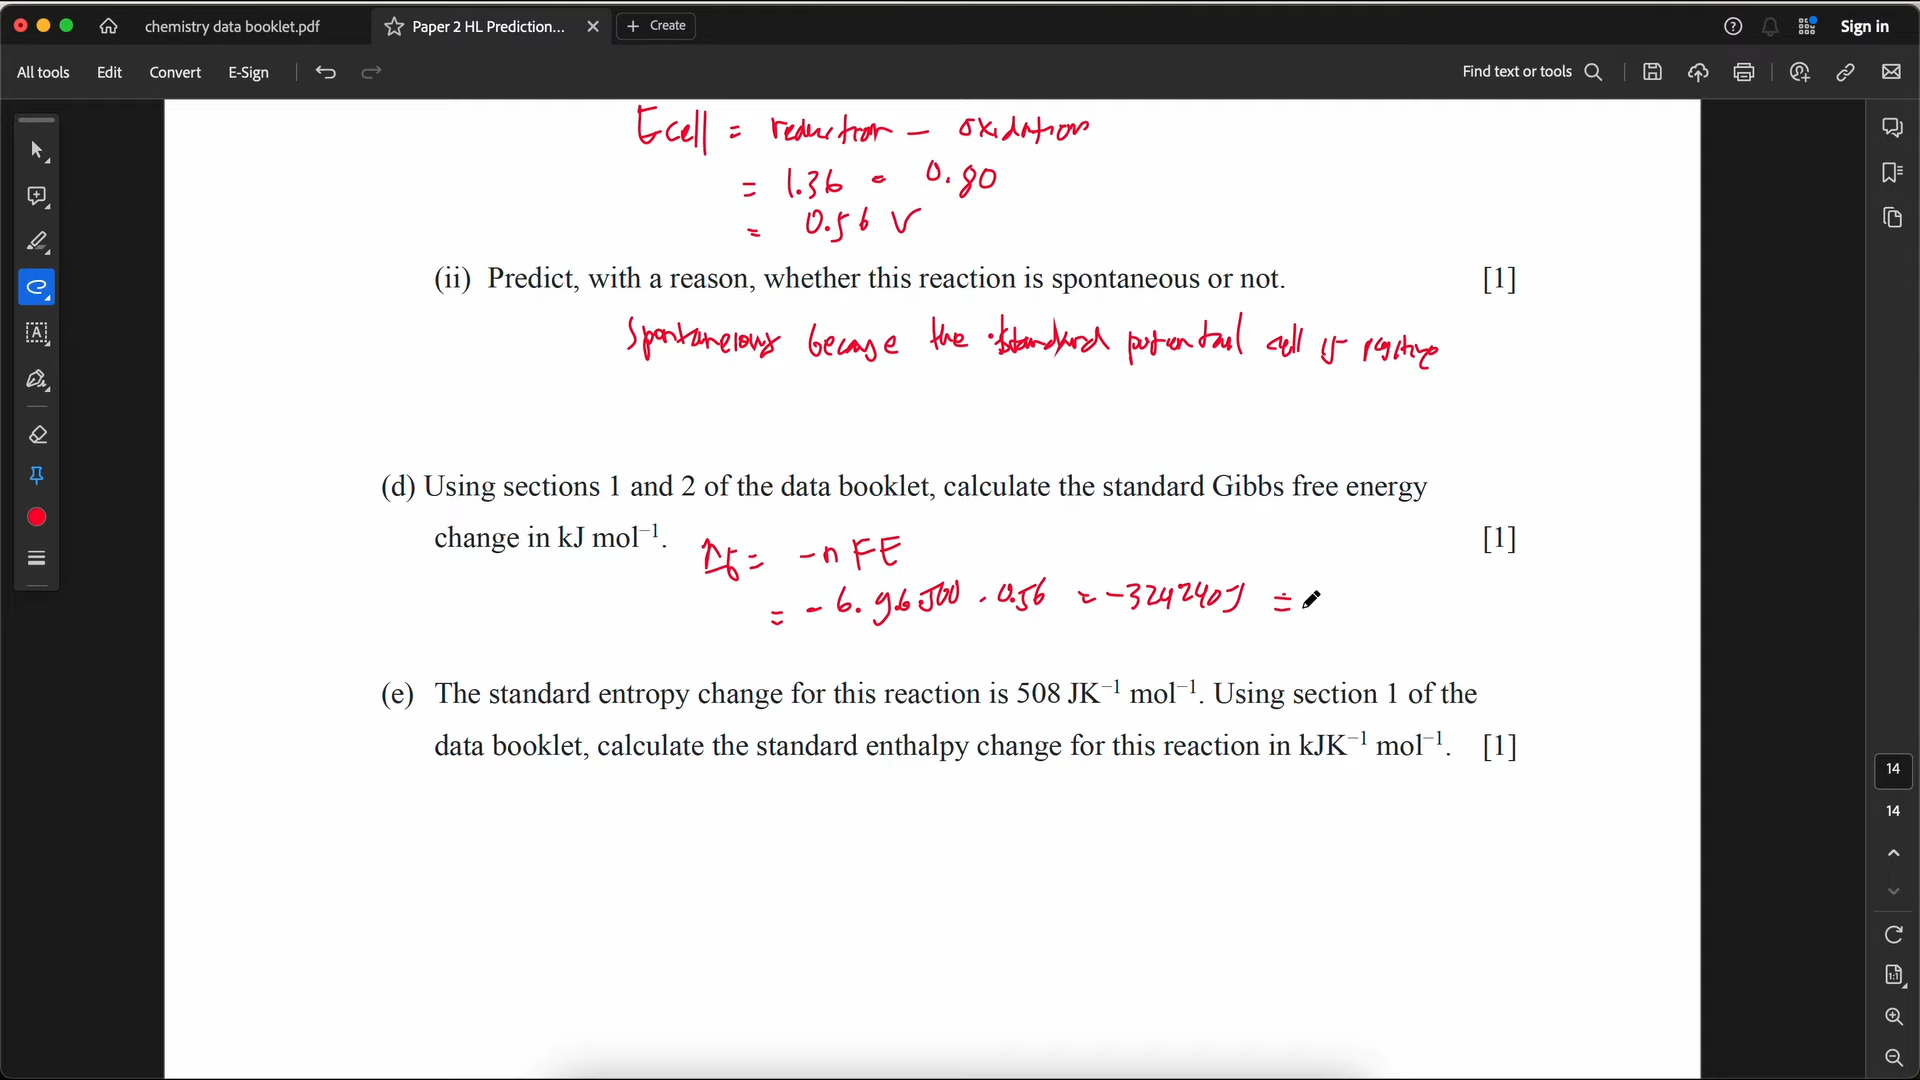 chemistry data booklet.pdf
Paper 2 HL Prediction...
Create
Sign in
All tools
Edit
Convert
E-Sign
Find text or tools
Ecell = reduction - oxidation
= 1.36 - 0.80
= 0.56 V
(ii) Predict, with a reason, whether this reaction is spontaneous or not. [1]
Spontaneous because the standard potential cell is positive
(d) Using sections 1 and 2 of the data booklet, calculate the standard Gibbs free energy
change in kJ mol⁻¹. [1]
= -nFE
= -6. 96500 . 0.56 = -324240J =
(e) The standard entropy change for this reaction is 508 JK⁻¹ mol⁻¹. Using section 1 of the
data booklet, calculate the standard enthalpy change for this reaction in kJK⁻¹ mol⁻¹. [1]
14
14